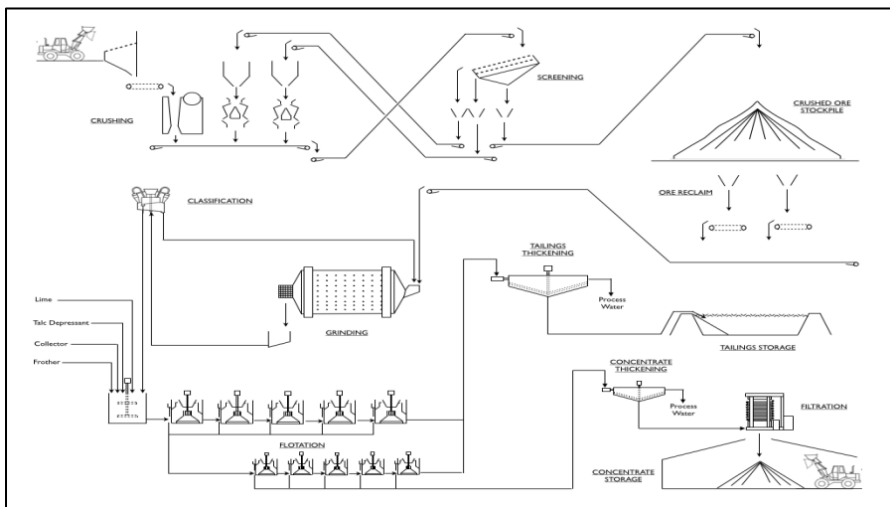 SCREENING
CRUSHING
CRUSHED ORE
STOCKPILE
ORE RECLAIM
CLASSIFICATION
TAILINGS
THICKENING
Process
Water
GRINDING
TAILINGS STORAGE
Lime
Talc Depressant
Collector
Frother
CONCENTRATE
THICKENING
Process
Water
FILTRATION
FLOTATION
CONCENTRATE
STORAGE